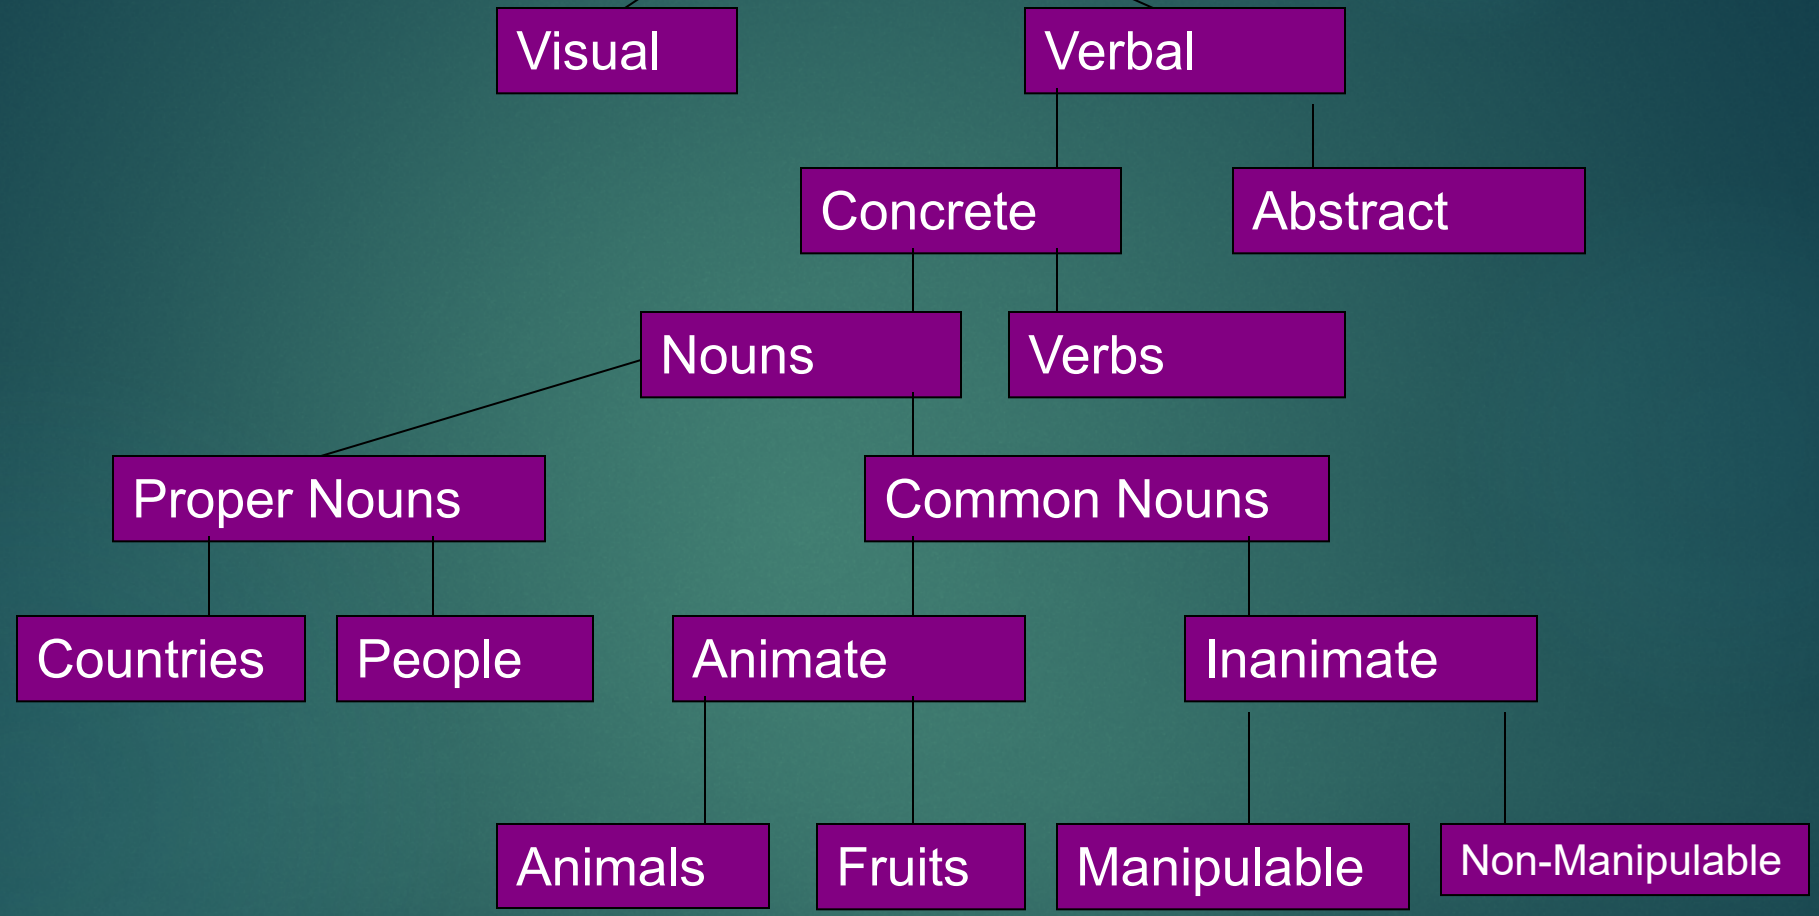 Visual
Verbal
Concrete
Abstract
Nouns
Verbs
Proper Nouns
Common Nouns
Countries
People
Animate
Inanimate
Animals
Fruits
Manipulable
Non-Manipulable